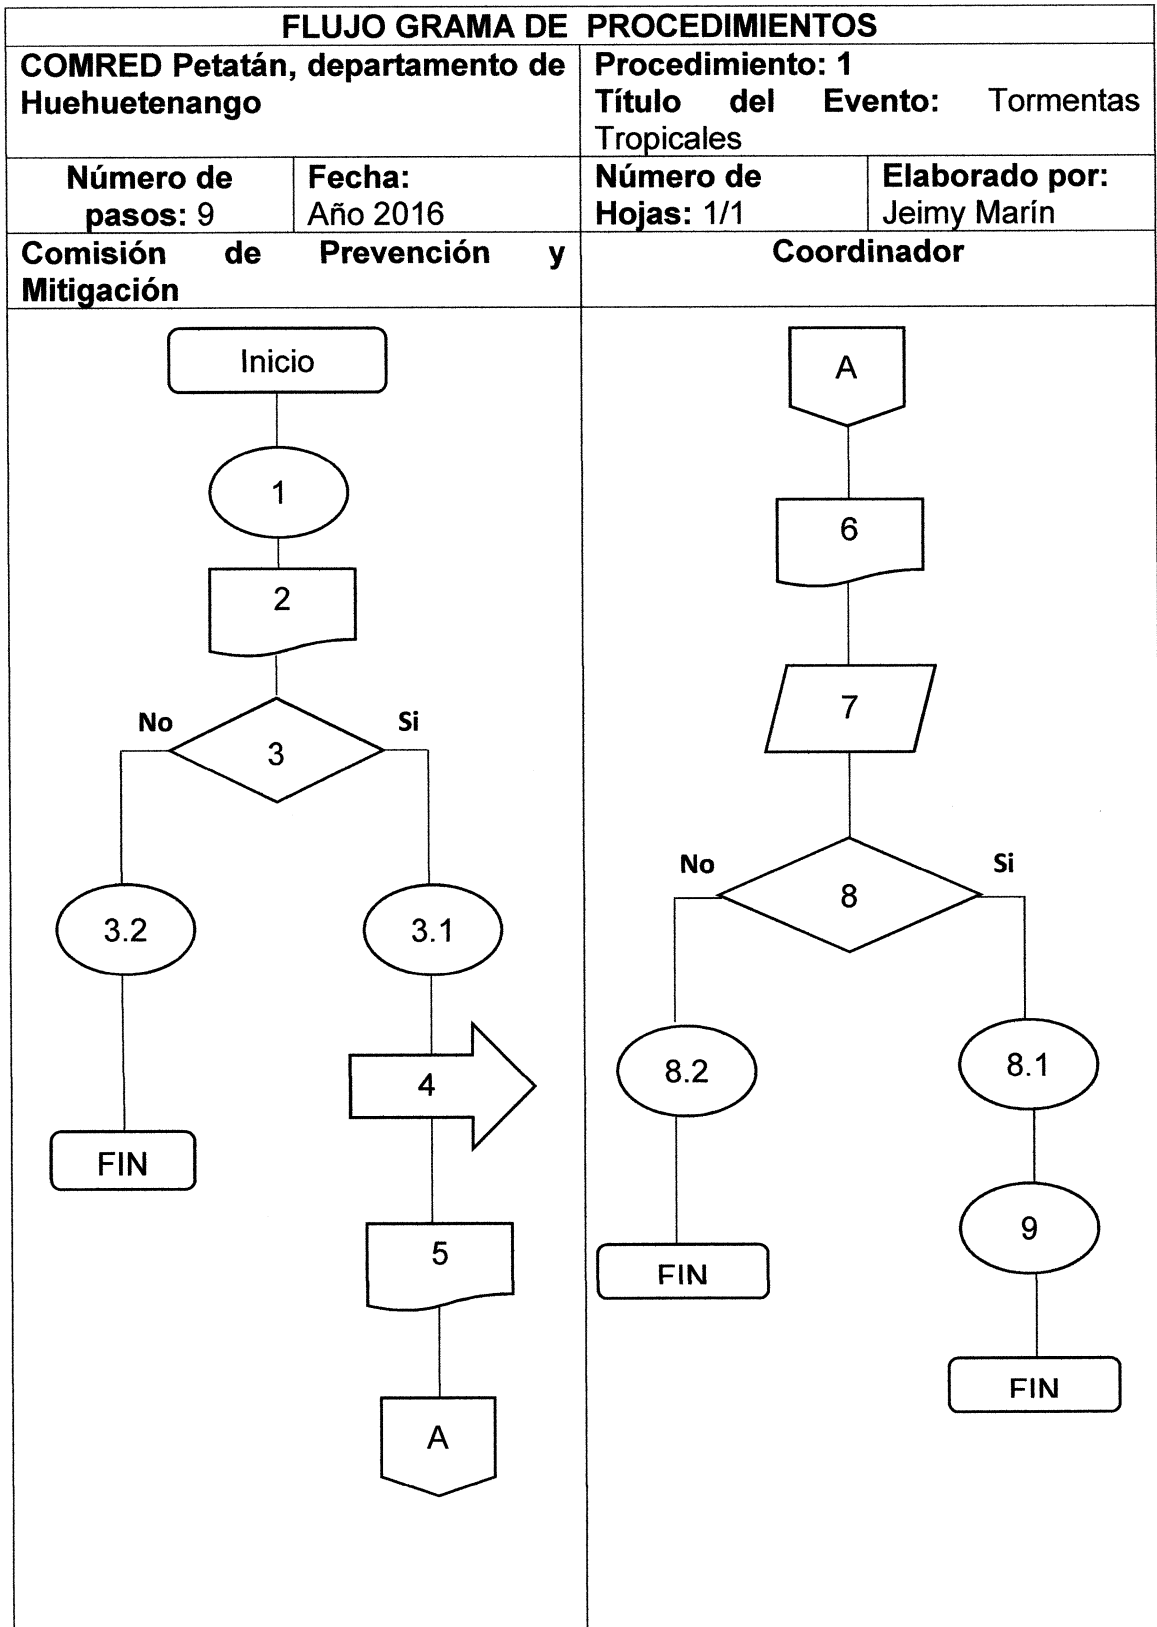 FLUJO GRAMA DE PROCEDIMIENTOS
COMRED Petatán, departamento de
Huehuetenango
Procedimiento: 1
Título del Evento: Tormentas
Tropicales
Número de
pasos: 9
Fecha:
Año 2016
Número de
Hojas: 1/1
Elaborado por:
Jeimy Marín
Comisión de Prevención y
Mitigación
Coordinador
Inicio
1
2
No
Si
3
3.2
3.1
4
FIN
5
A
A
6
7
No
Si
8
8.2
8.1
9
FIN
FIN